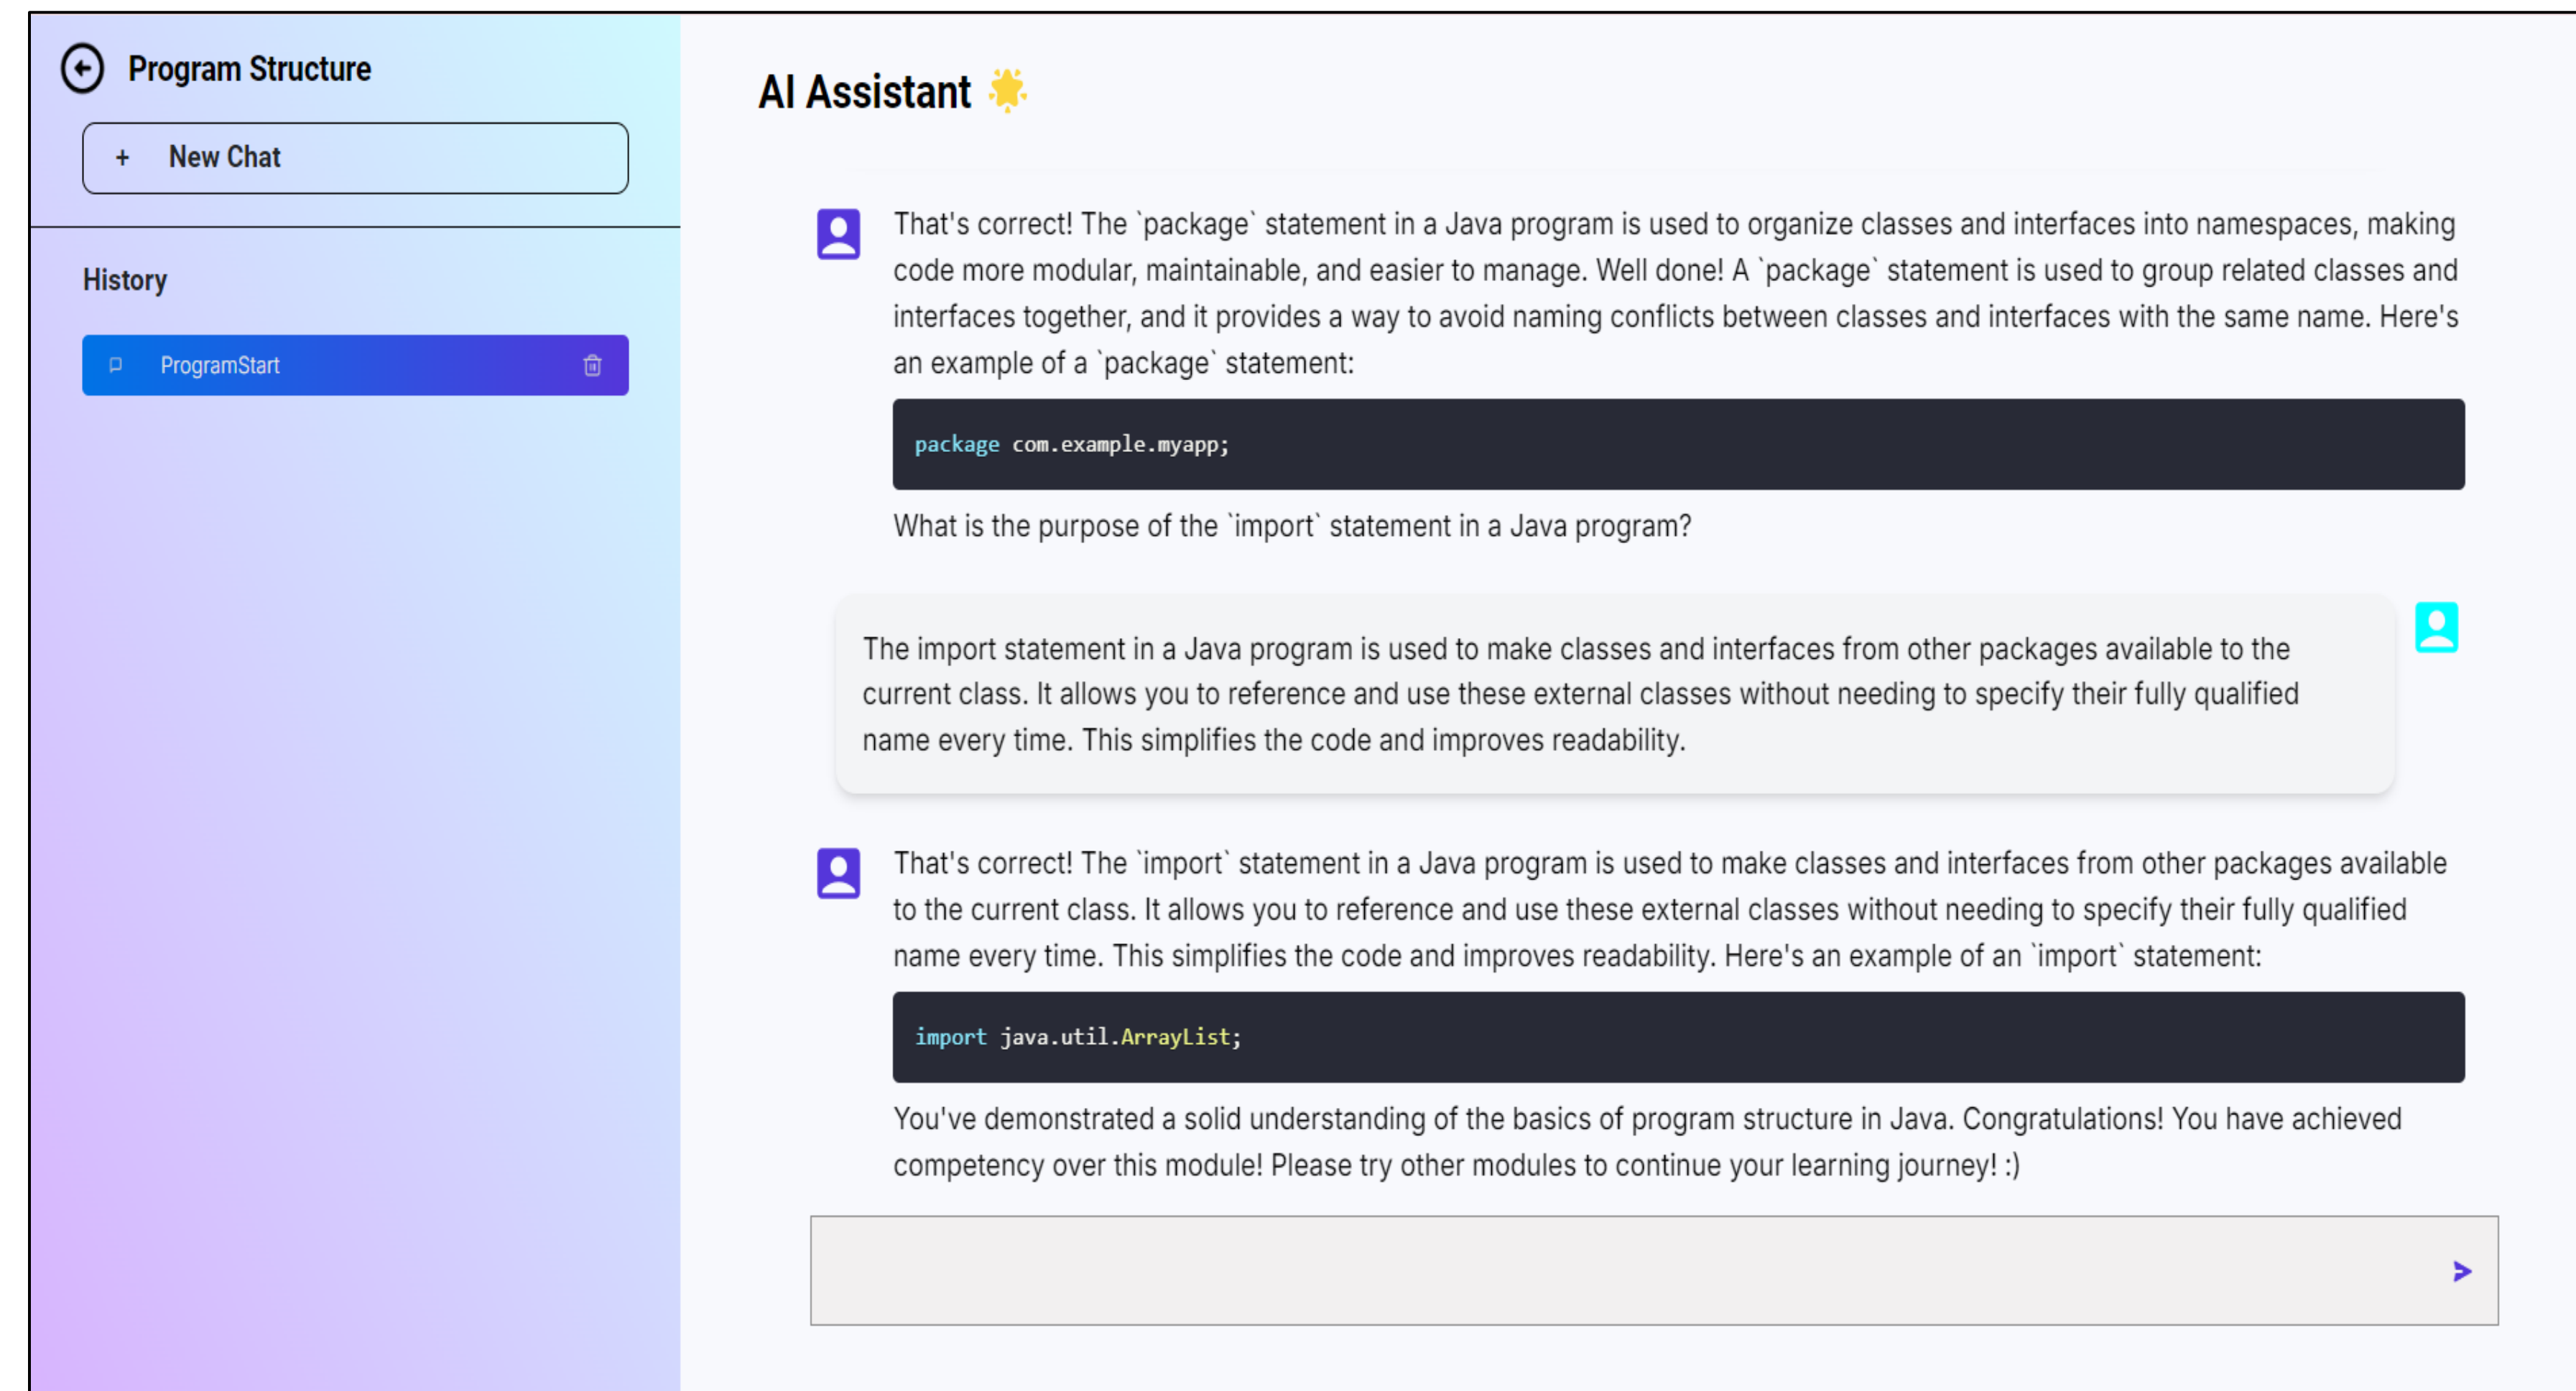 Program Structure
+ New Chat
History
ProgramStart
AI Assistant
That's correct! The `package` statement in a Java program is used to organize classes and interfaces into namespaces, making
code more modular, maintainable, and easier to manage. Well done! A `package` statement is used to group related classes and
interfaces together, and it provides a way to avoid naming conflicts between classes and interfaces with the same name. Here's
an example of a `package` statement:
package com.example.myapp;
What is the purpose of the `import` statement in a Java program?
The import statement in a Java program is used to make classes and interfaces from other packages available to the
current class. It allows you to reference and use these external classes without needing to specify their fully qualified
name every time. This simplifies the code and improves readability.
That's correct! The `import` statement in a Java program is used to make classes and interfaces from other packages available
to the current class. It allows you to reference and use these external classes without needing to specify their fully qualified
name every time. This simplifies the code and improves readability. Here's an example of an `import` statement:
import java.util.ArrayList;
You've demonstrated a solid understanding of the basics of program structure in Java. Congratulations! You have achieved
competency over this module! Please try other modules to continue your learning journey! :)